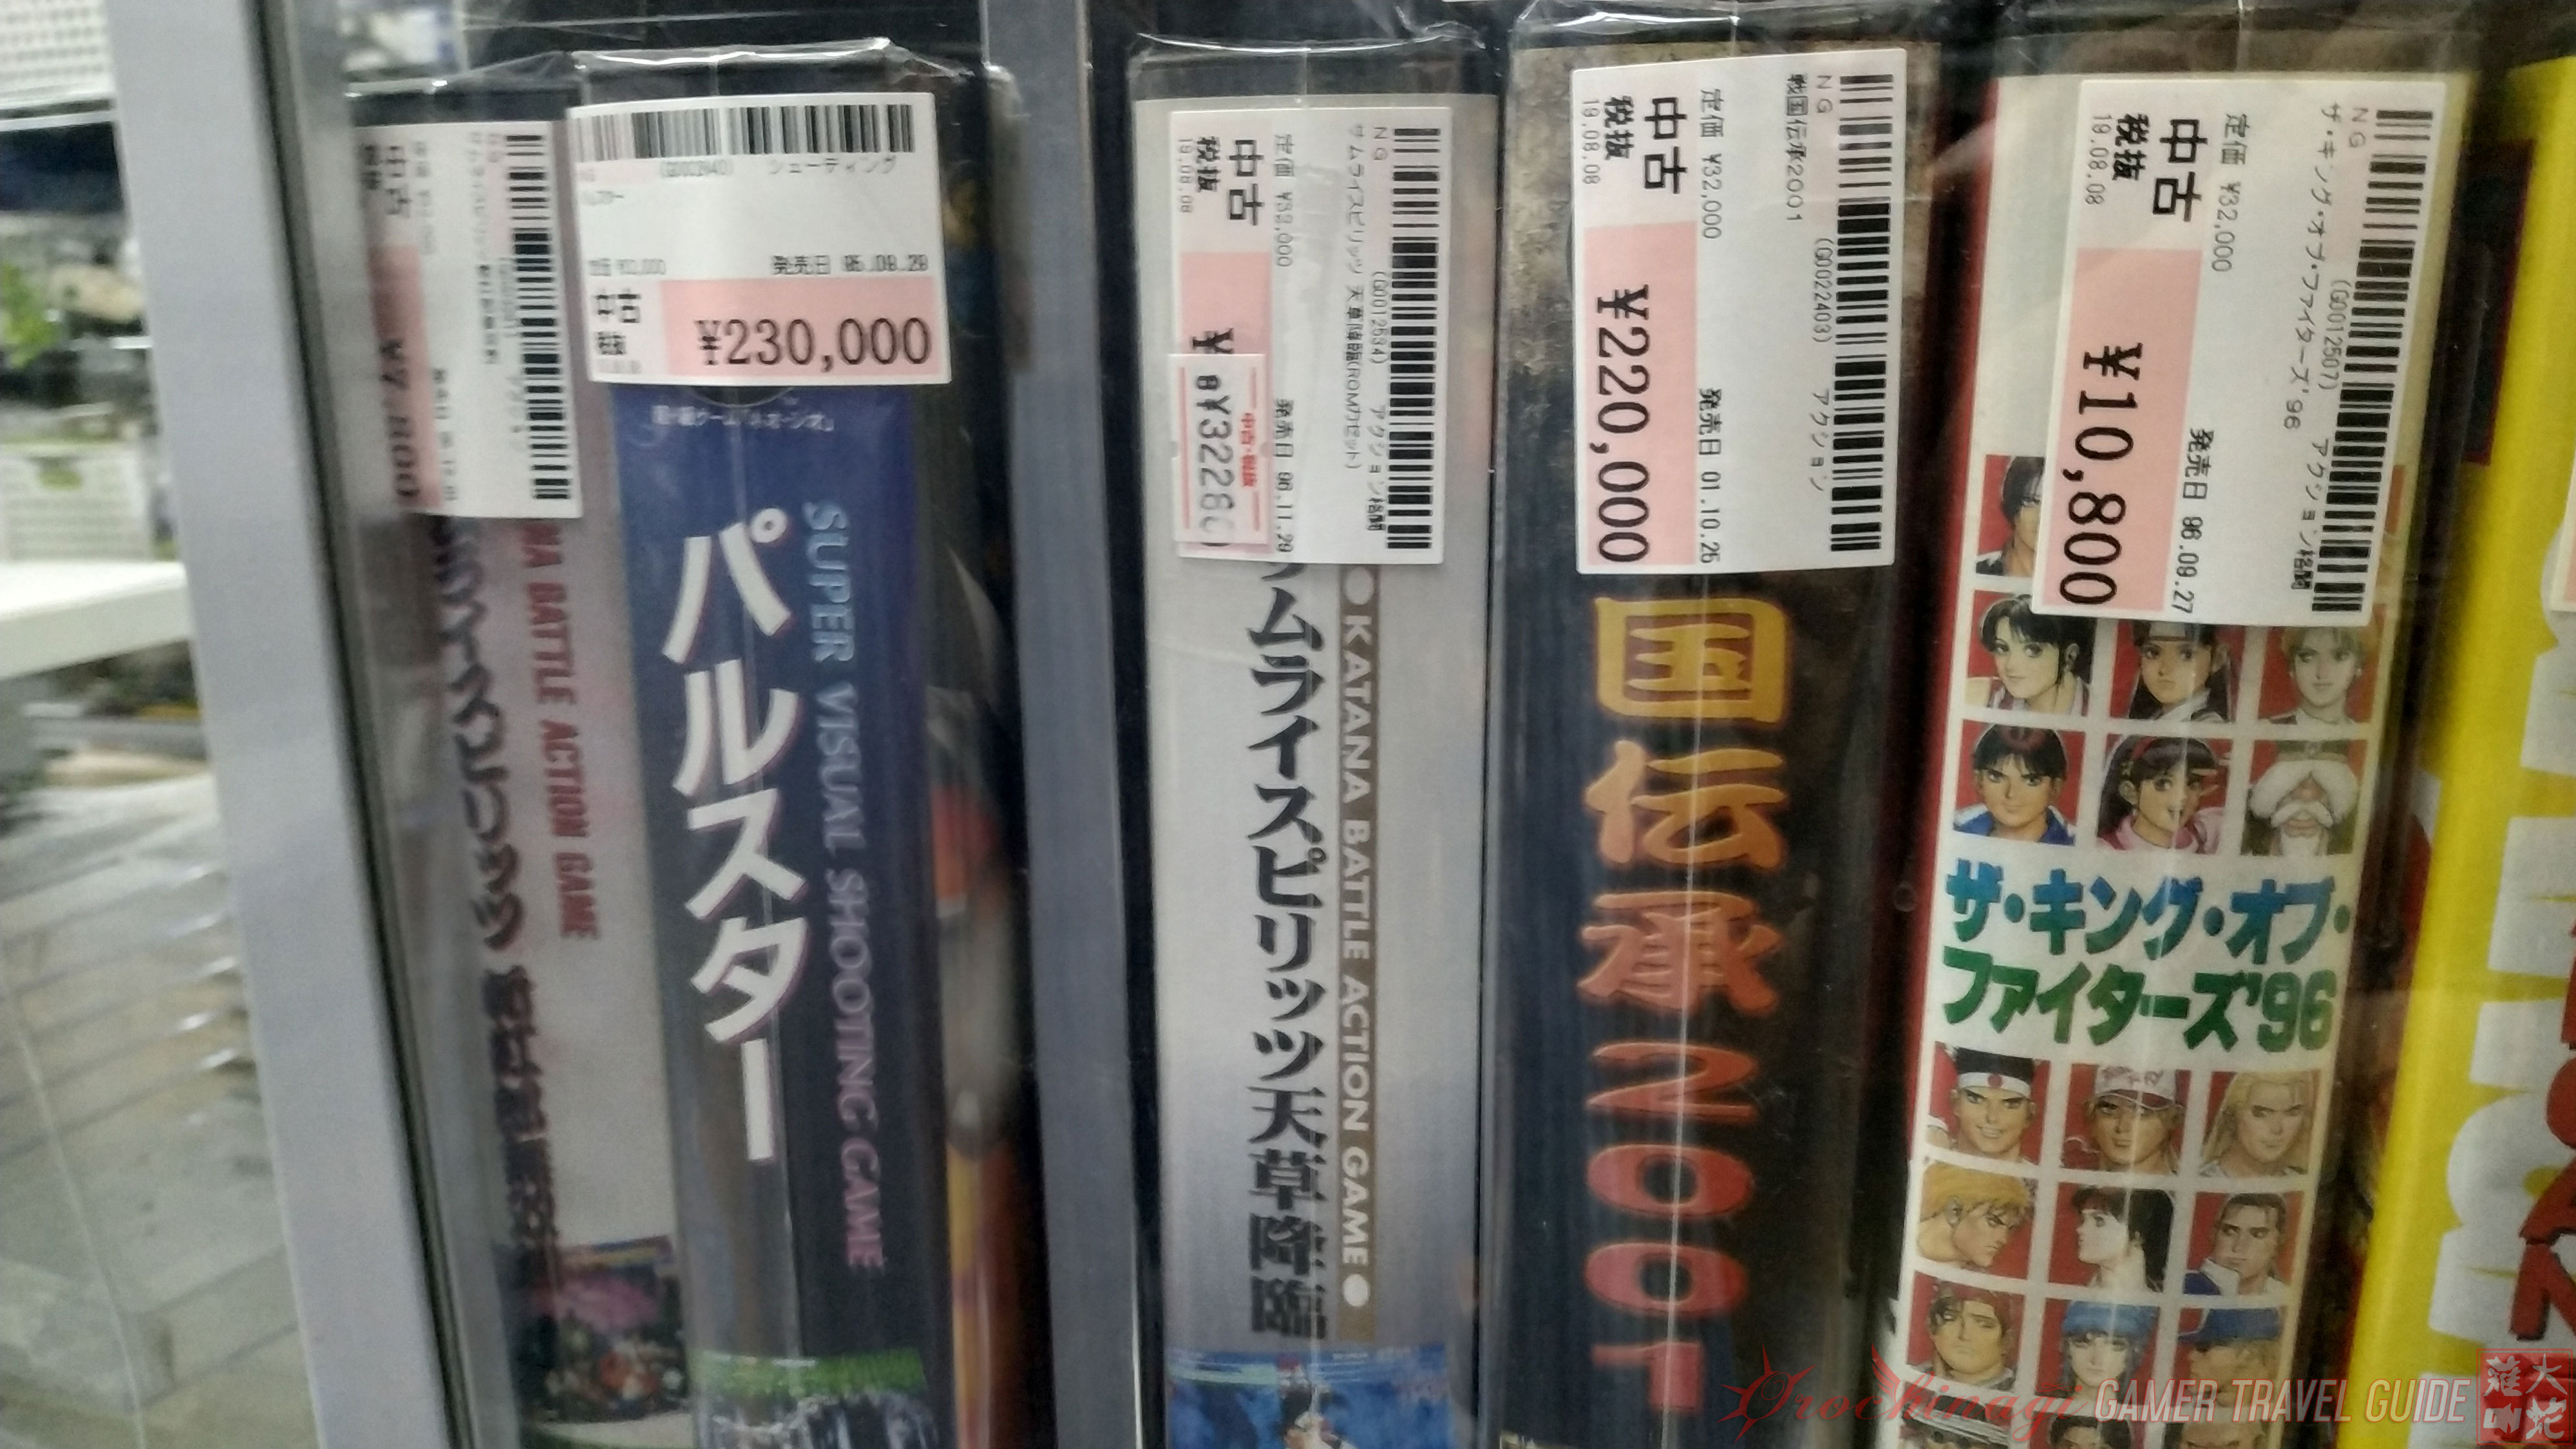 中古
¥7,800
BATTLE ACTION GAME
ライスピリッツ
(G0002940) シューティング
発売日 95.09.29
中古
税抜
¥230,000
パルスター
SUPER VISUAL SHOOTING GAME
NG
サムライスピリッツ 天草降臨(ROMカセット)
(G0012534) アクション格闘
定価 ¥32,000
発売日 96.11.29
中古
税抜
19.08.08
¥
中古・税抜
¥3228
ムライスピリッツ天草降臨
●KATANA BATTLE ACTION GAME●
NG
戦国伝承2001
(G0022403) アクション
定価 ¥32,000
発売日 01.10.25
中古
税抜
19.08.08
¥220,000
国伝承2001
NG
ザ・キング・オブ・ファイターズ'96
(G0012507) アクション格闘
定価 ¥32,000
発売日 96.09.27
中古
税抜
19.08.08
¥10,800
ザ・キング・オブ・
ファイターズ'96
Orochinagi GAMER TRAVEL GUIDE